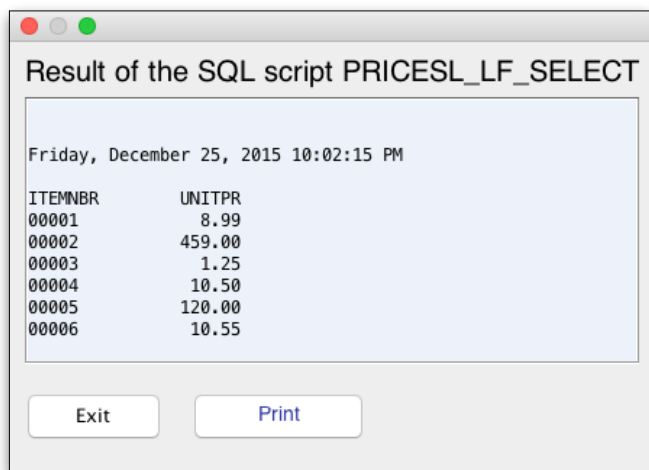 Result of the SQL script PRICESL_LF_SELECT
Friday, December 25, 2015 10:02:15 PM
ITEMNBR UNITPR
00001 8.99
00002 459.00
00003 1.25
00004 10.50
00005 120.00
00006 10.55
Exit Print